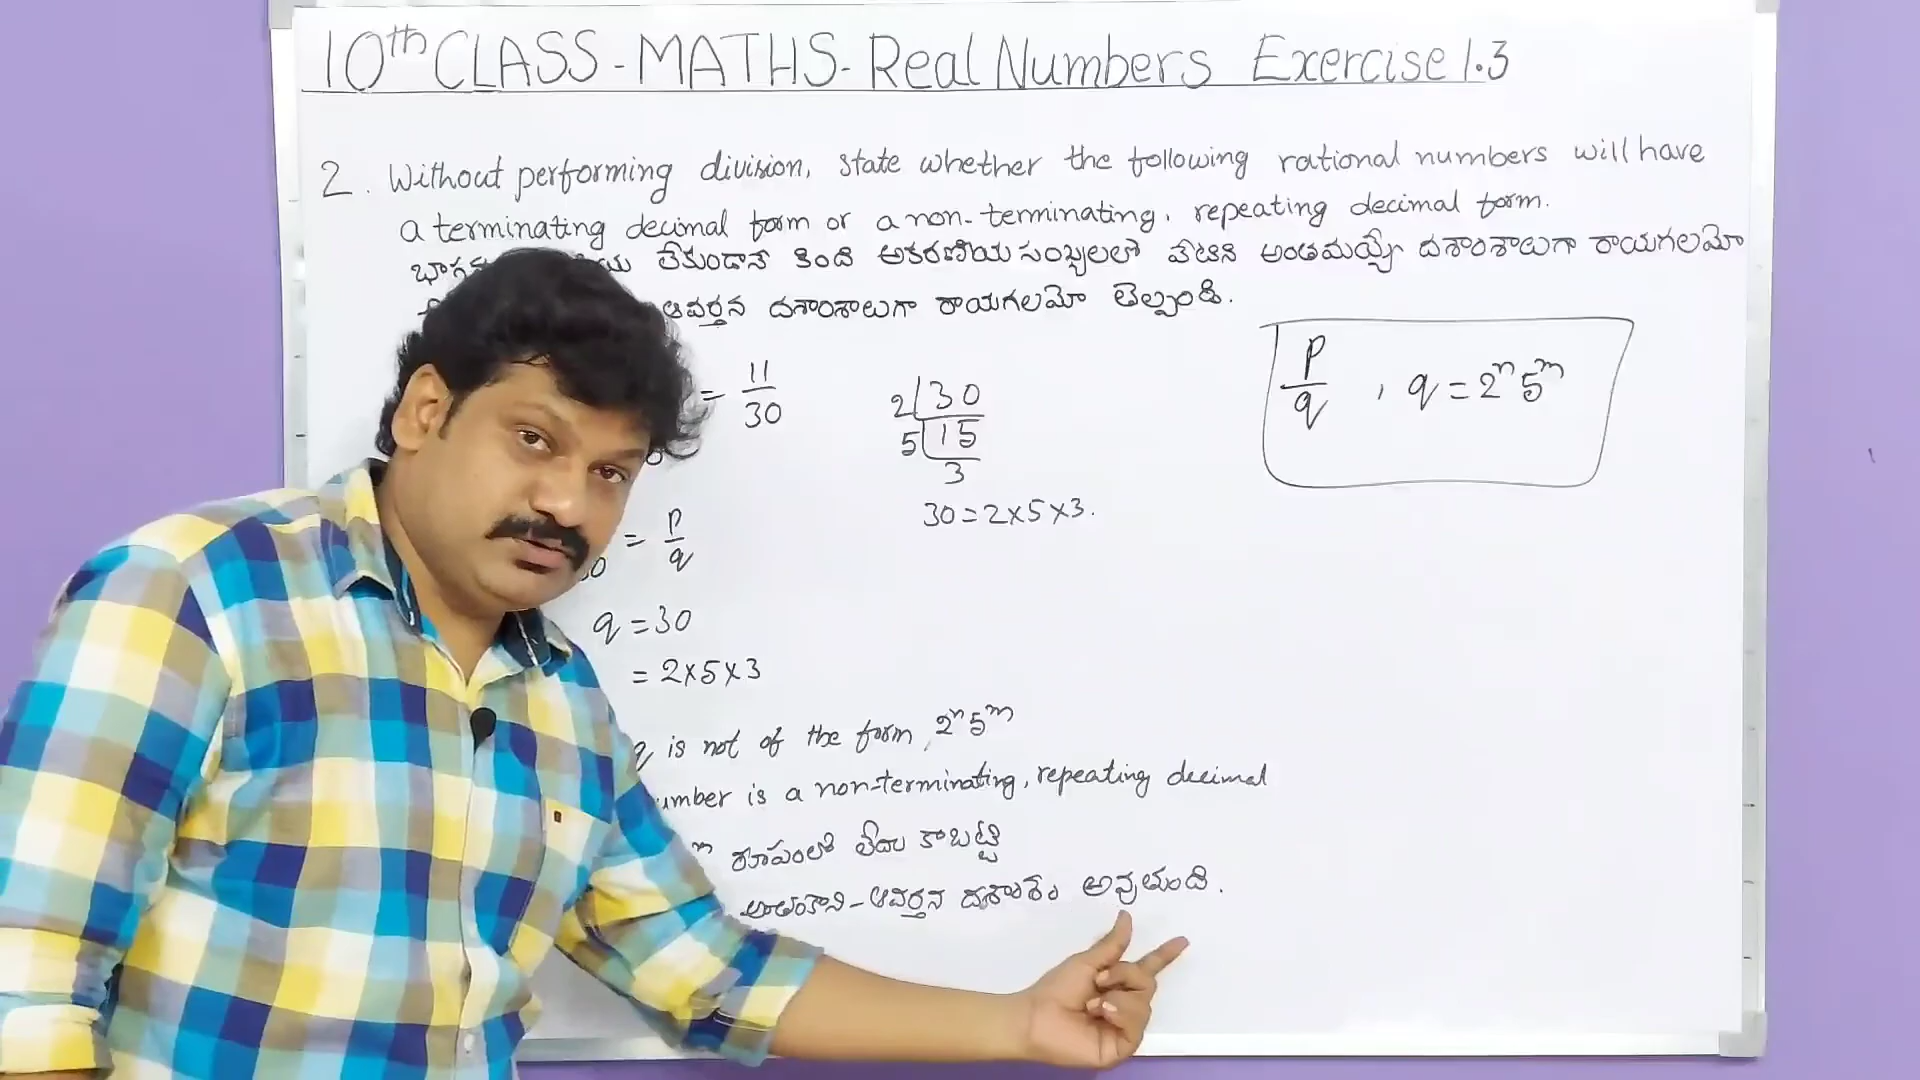 10th CLASS - MATHS - Real Numbers Exercise 1.3
2. Without performing division, state whether the following rational numbers will have
a terminating decimal form or a non-terminating, repeating decimal form.
లేకుండానే కింది అకరణీయ సంఖ్యలలో వేటిని అంతమయ్యే దశాంశాలుగా రాయగలమో
ఆవర్తన దశాంశాలుగా రాయగలమో తెల్పండి.
= 11/30
2 | 30
5 | 15
3
30 = 2×5×3.
p/q , q = 2ⁿ5ᵐ
= p/q
q = 30
= 2×5×3
q is not of the form 2ⁿ5ᵐ
is a non-terminating, repeating decimal
రూపంలో లేదు కాబట్టి
అంతంకాని - ఆవర్తన దశాంశం అవుతుంది.